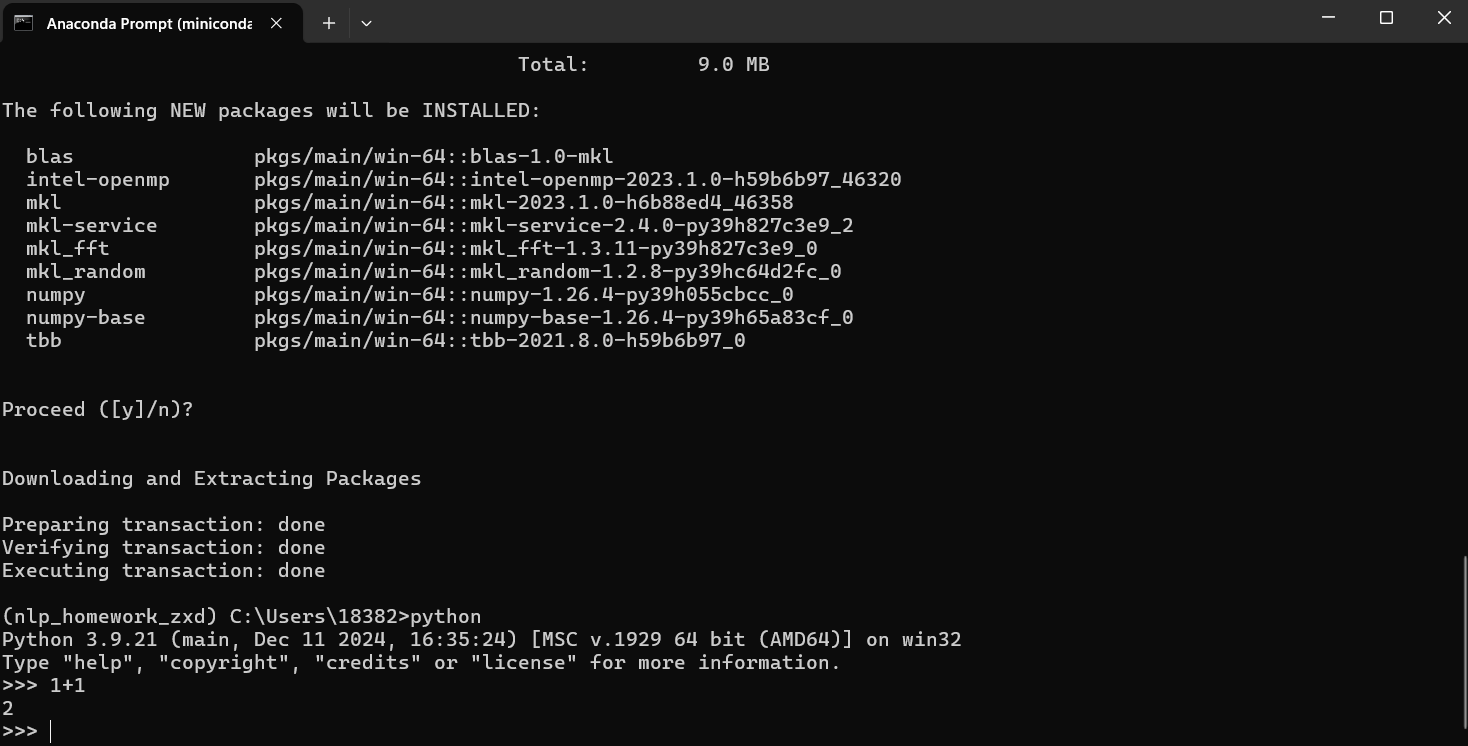 Anaconda Prompt (miniconda
Total: 9.0 MB
The following NEW packages will be INSTALLED:
blas pkgs/main/win-64::blas-1.0-mkl
intel-openmp pkgs/main/win-64::intel-openmp-2023.1.0-h59b6b97_46320
mkl pkgs/main/win-64::mkl-2023.1.0-h6b88ed4_46358
mkl-service pkgs/main/win-64::mkl-service-2.4.0-py39h827c3e9_2
mkl_fft pkgs/main/win-64::mkl_fft-1.3.11-py39h827c3e9_0
mkl_random pkgs/main/win-64::mkl_random-1.2.8-py39hc64d2fc_0
numpy pkgs/main/win-64::numpy-1.26.4-py39h055cbcc_0
numpy-base pkgs/main/win-64::numpy-base-1.26.4-py39h65a83cf_0
tbb pkgs/main/win-64::tbb-2021.8.0-h59b6b97_0
Proceed ([y]/n)?
Downloading and Extracting Packages
Preparing transaction: done
Verifying transaction: done
Executing transaction: done
(nlp_homework_zxd) C:\Users\18382>python
Python 3.9.21 (main, Dec 11 2024, 16:35:24) [MSC v.1929 64 bit (AMD64)] on win32
Type "help", "copyright", "credits" or "license" for more information.
>>> 1+1
2
>>>